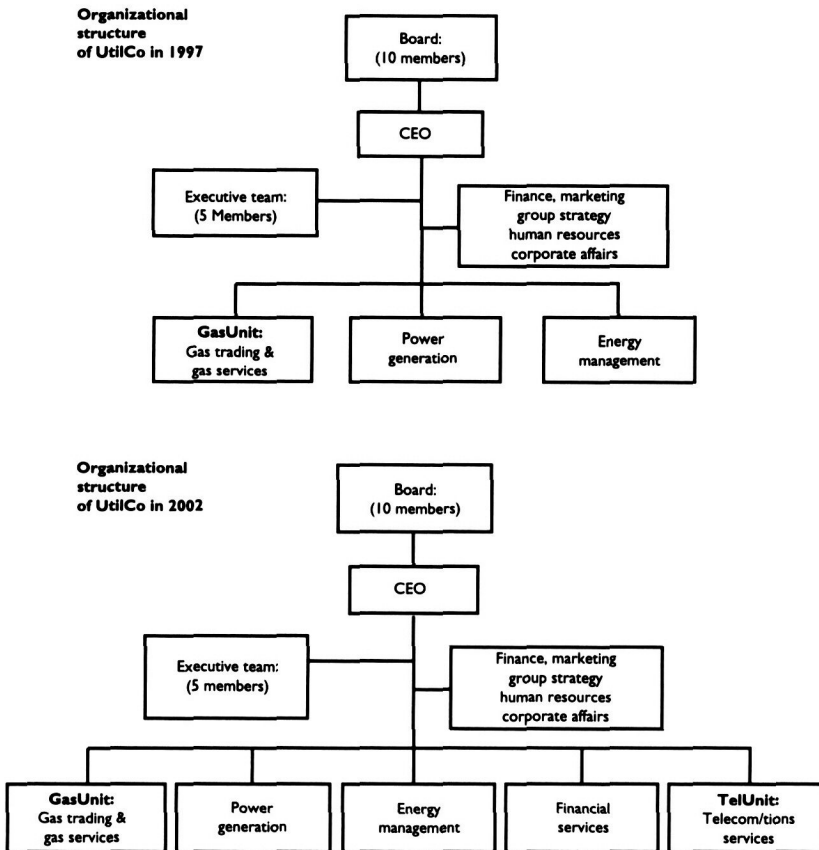 Organizational
structure
of UtilCo in 1997
Board:
(10 members)
CEO
Executive team:
(5 Members)
Finance, marketing
group strategy
human resources
corporate affairs
GasUnit:
Gas trading &
gas services
Power
generation
Energy
management
Organizational
structure
of UtilCo in 2002
Board:
(10 members)
CEO
Executive team:
(5 members)
Finance, marketing
group strategy
human resources
corporate affairs
GasUnit:
Gas trading &
gas services
Power
generation
Energy
management
Financial
services
TelUnit:
Telecom/tions
services